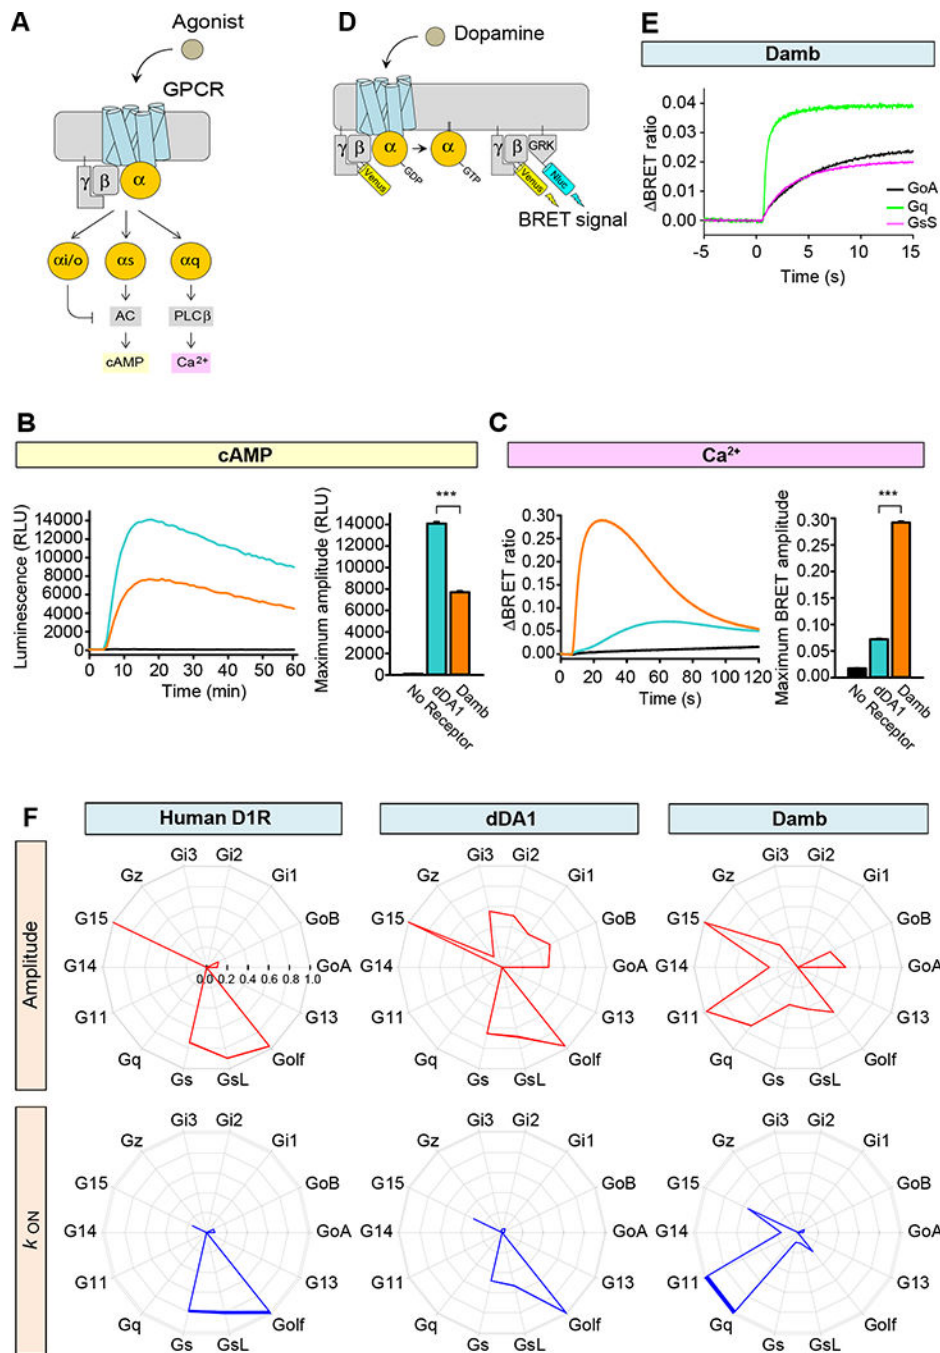 A
Agonist
GPCR
γ β α
αi/o αs αq
AC PLCβ
cAMP Ca²⁺
D
Dopamine
γ β α α γ β GRK
Venus GDP GTP Venus Nluc
BRET signal
E
Damb
ΔBRET ratio
0.04
0.03
0.02
0.01
0.00
GoA
Gq
GsS
-5 0 5 10 15
Time (s)
B
cAMP
Luminescence (RLU)
14000
12000
10000
8000
6000
4000
2000
0
0 10 20 30 40 50 60
Time (min)
Maximum amplitude (RLU)
14000
12000
10000
8000
6000
4000
2000
0
***
No Receptor
dDA1
Damb
C
Ca²⁺
ΔBRET ratio
0.30
0.25
0.20
0.15
0.10
0.05
0.00
0 20 40 60 80 100 120
Time (s)
Maximum BRET amplitude
0.30
0.25
0.20
0.15
0.10
0.05
0.00
***
No Receptor
dDA1
Damb
F
Human D1R
dDA1
Damb
Amplitude
Gi3 Gi2
Gz Gi1
G15 GoB
G14 GoA
0.0 0.2 0.4 0.6 0.8 1.0
G11 G13
Gq Golf
Gs GsL
Gi3 Gi2
Gz Gi1
G15 GoB
G14 GoA
G11 G13
Gq Golf
Gs GsL
Gi3 Gi2
Gz Gi1
G15 GoB
G14 GoA
G11 G13
Gq Golf
Gs GsL
k ON
Gi3 Gi2
Gz Gi1
G15 GoB
G14 GoA
G11 G13
Gq Golf
Gs GsL
Gi3 Gi2
Gz Gi1
G15 GoB
G14 GoA
G11 G13
Gq Golf
Gs GsL
Gi3 Gi2
Gz Gi1
G15 GoB
G14 GoA
G11 G13
Gq Golf
Gs GsL